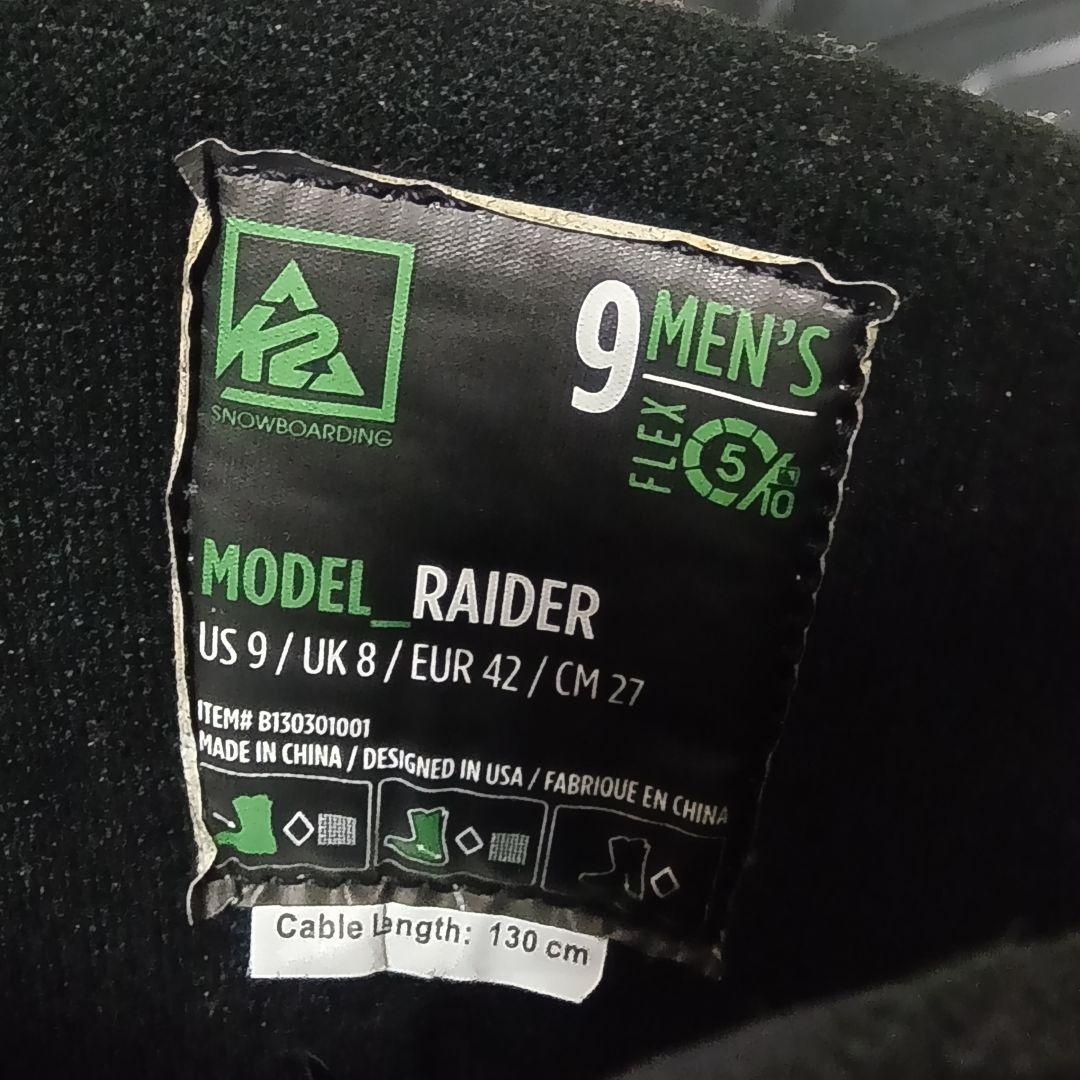 K2
SNOWBOARDING
9 MEN'S
FLEX 5/10
MODEL_RAIDER
US 9 / UK 8 / EUR 42 / CM 27
ITEM# B130301001
MADE IN CHINA / DESIGNED IN USA / FABRIQUE EN CHINA
Cable Length: 130 cm